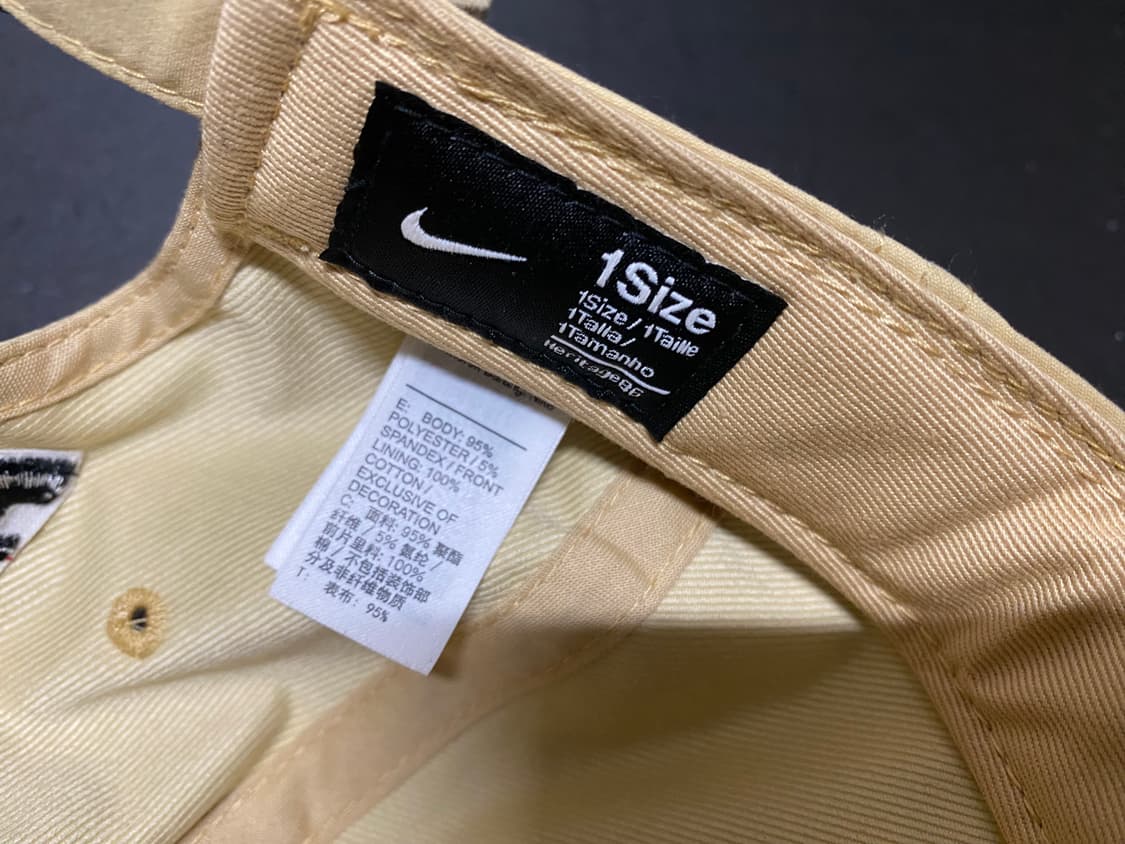 1Size
1Size / 1Taille
1Talla/
1Tamanho
Heritage86
E: BODY: 95%
POLYESTER / 5%
SPANDEX / FRONT
LINING: 100%
COTTON /
EXCLUSIVE OF
DECORATION
C: 面料: 95% 聚酯
纤维 / 5% 氨纶 /
前片里料: 100%
棉 / 不包括装饰部
分及非纤维物质
T: 表布: 95%